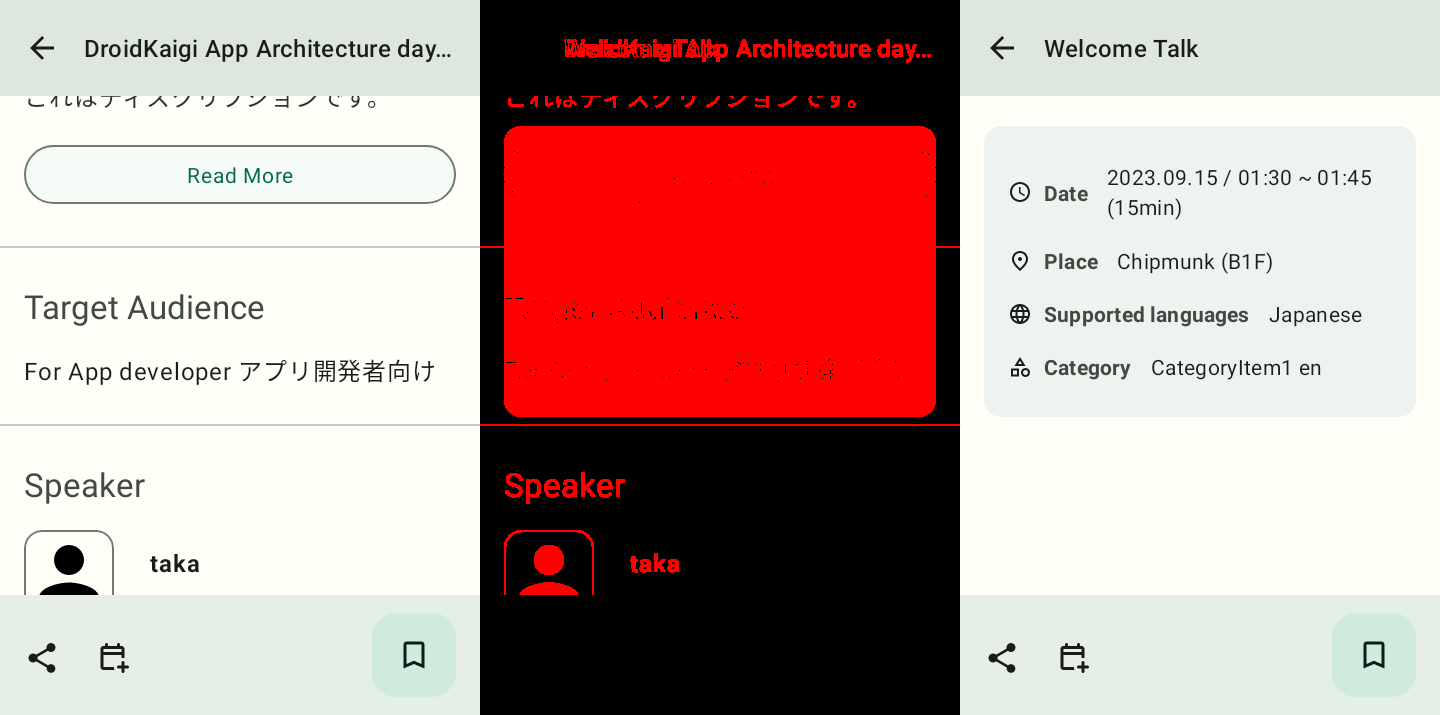 DroidKaigi App Architecture day…
これはディスクリプションです。
Read More
Target Audience
For App developer アプリ開発者向け
Speaker
taka
App Architecture day…
これはディスクリプションです。
Speaker
taka
Welcome Talk
Date 2023.09.15 / 01:30 ~ 01:45 (15min)
Place Chipmunk (B1F)
Supported languages Japanese
Category CategoryItem1 en